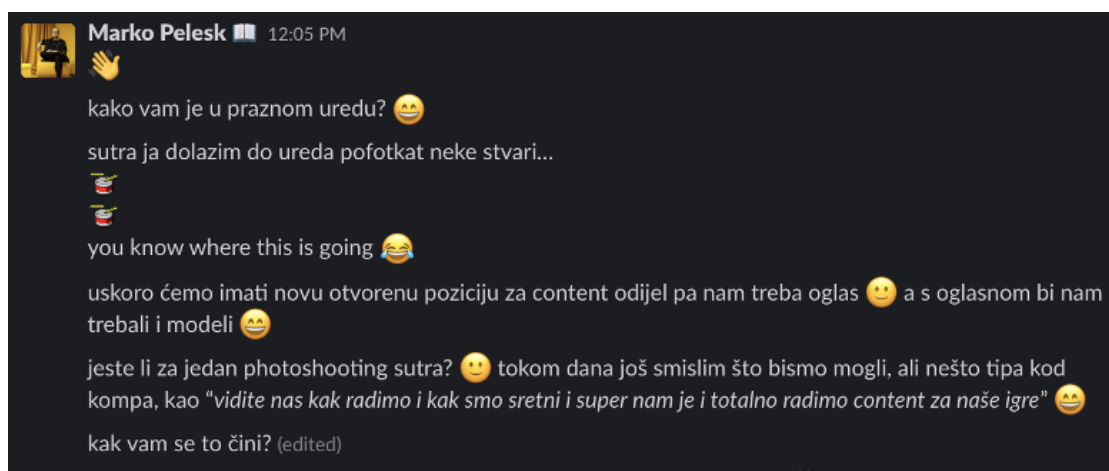 Marko Pelesk 12:05 PM
kako vam je u praznom uredu?
sutra ja dolazim do ureda pofotkat neke stvari...
you know where this is going
uskoro ćemo imati novu otvorenu poziciju za content odijel pa nam treba oglas a s oglasnom bi nam
trebali i modeli
jeste li za jedan photoshooting sutra? tokom dana još smislim što bismo mogli, ali nešto tipa kod
kompa, kao “vidite nas kak radimo i kak smo sretni i super nam je i totalno radimo content za naše igre”
kak vam se to čini? (edited)